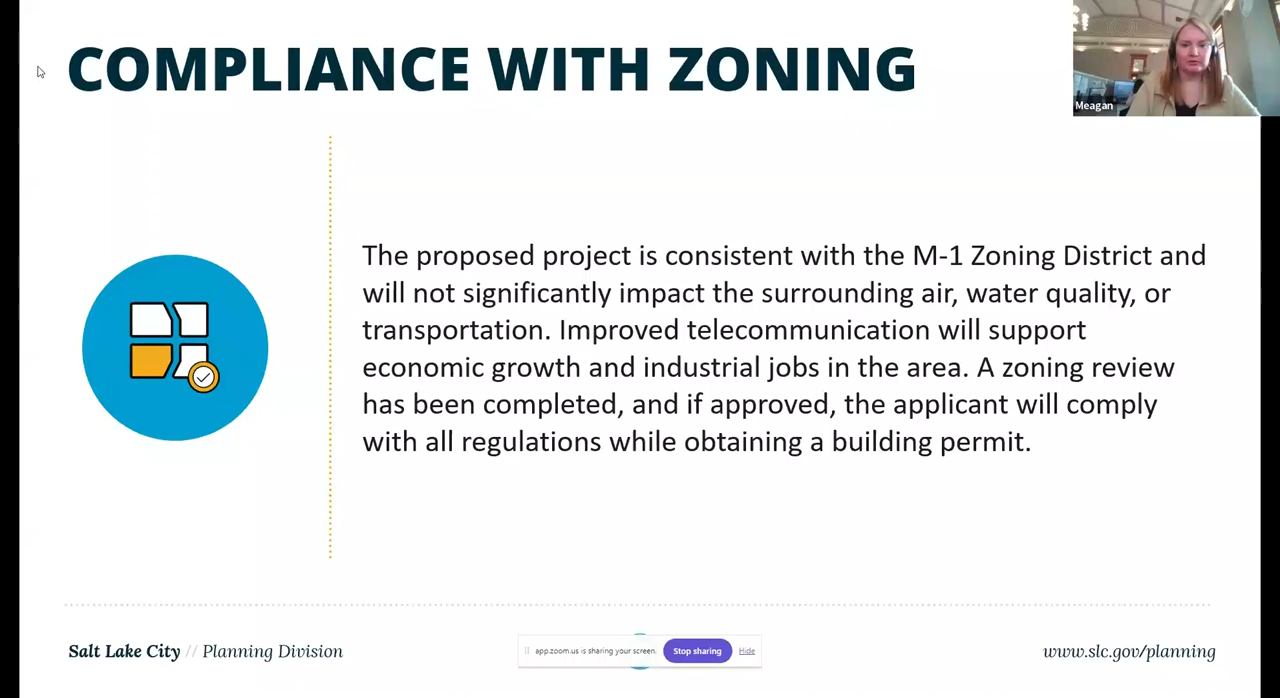 COMPLIANCE WITH ZONING
Meagan
The proposed project is consistent with the M-1 Zoning District and
will not significantly impact the surrounding air, water quality, or
transportation. Improved telecommunication will support
economic growth and industrial jobs in the area. A zoning review
has been completed, and if approved, the applicant will comply
with all regulations while obtaining a building permit.
Salt Lake City // Planning Division
app.zoom.us is sharing your screen. Stop sharing Hide
www.slc.gov/planning